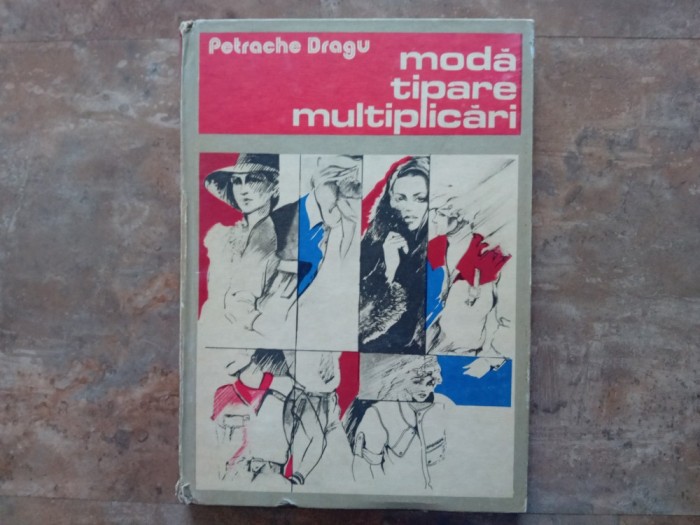 Petrache Dragu
modă
tipare
multiplicări